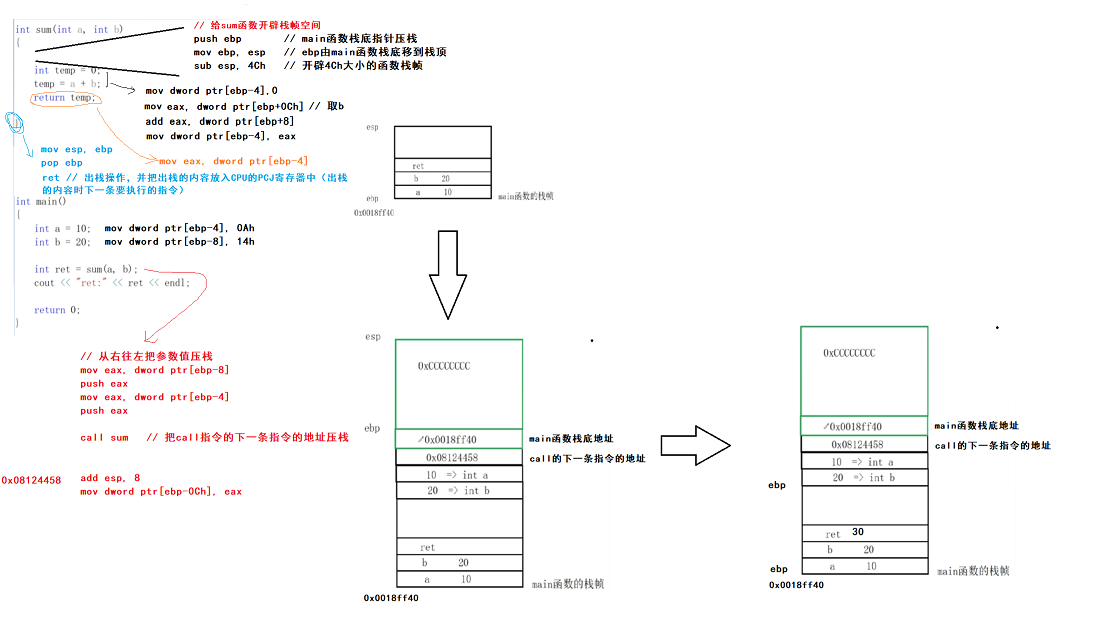 int sum(int a, int b)
{
int temp = 0;
temp = a + b;
return temp;
}
// 给sum函数开辟栈帧空间
push ebp // main函数栈底指针压栈
mov ebp, esp // ebp由main函数栈底移到栈顶
sub esp, 4Ch // 开辟4Ch大小的函数栈帧
mov dword ptr[ebp-4],0
mov eax, dword ptr[ebp+0Ch] // 取b
add eax, dword ptr[ebp+8]
mov dword ptr[ebp-4], eax
mov eax, dword ptr[ebp-4]
mov esp, ebp
pop ebp
ret // 出栈操作，并把出栈的内容放入CPU的PCJ寄存器中（出栈
的内容时下一条要执行的指令）
int main()
{
int a = 10; mov dword ptr[ebp-4], 0Ah
int b = 20; mov dword ptr[ebp-8], 14h
int ret = sum(a, b);
cout << "ret:" << ret << endl;
return 0;
}
// 从右往左把参数值压栈
mov eax, dword ptr[ebp-8]
push eax
mov eax, dword ptr[ebp-4]
push eax
call sum // 把call指令的下一条指令的地址压栈
0x08124458 add esp, 8
mov dword ptr[ebp-0Ch], eax
esp
ret
b 20
a 10
ebp
main函数的栈帧
0x0018ff40
esp
0xCCCCCCCC
ebp
0x0018ff40 main函数栈底地址
0x08124458 call的下一条指令的地址
10 => int a
20 => int b
ret
b 20
a 10
main函数的栈帧
0x0018ff40
0xCCCCCCCC
0x0018ff40 main函数栈底地址
0x08124458 call的下一条指令的地址
10 => int a
20 => int b
ebp
ret 30
b 20
ebp a 10
main函数的栈帧
0x0018ff40